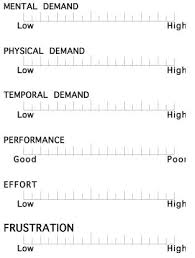 MENTAL DEMAND
Low High
PHYSICAL DEMAND
Low High
TEMPORAL DEMAND
Low High
PERFORMANCE
Good Poor
EFFORT
Low High
FRUSTRATION
Low High